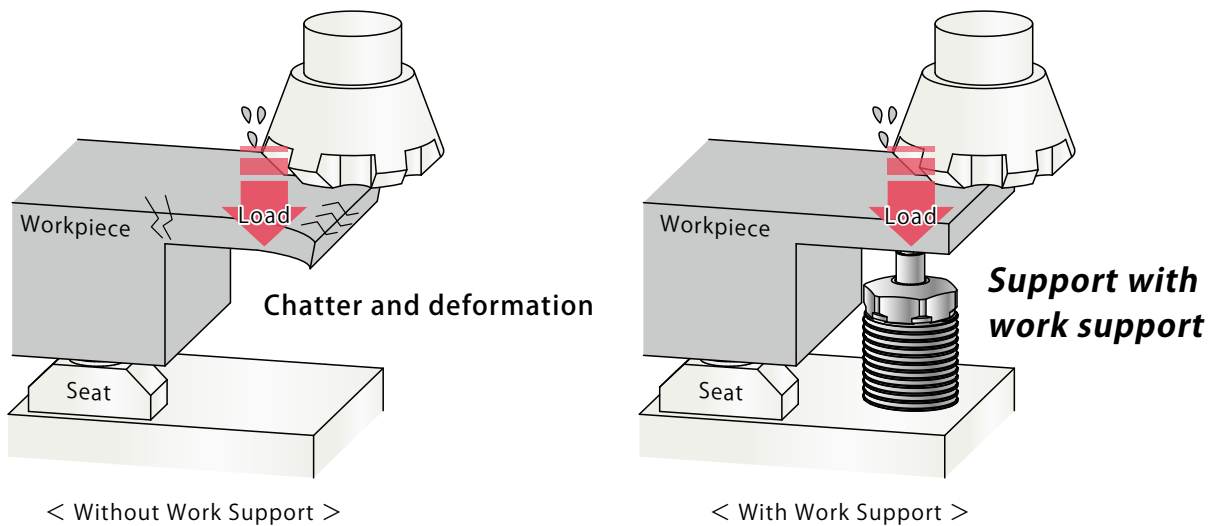 Workpiece
Load
Chatter and deformation
Seat
< Without Work Support >
Workpiece
Load
Support with
work support
Seat
< With Work Support >